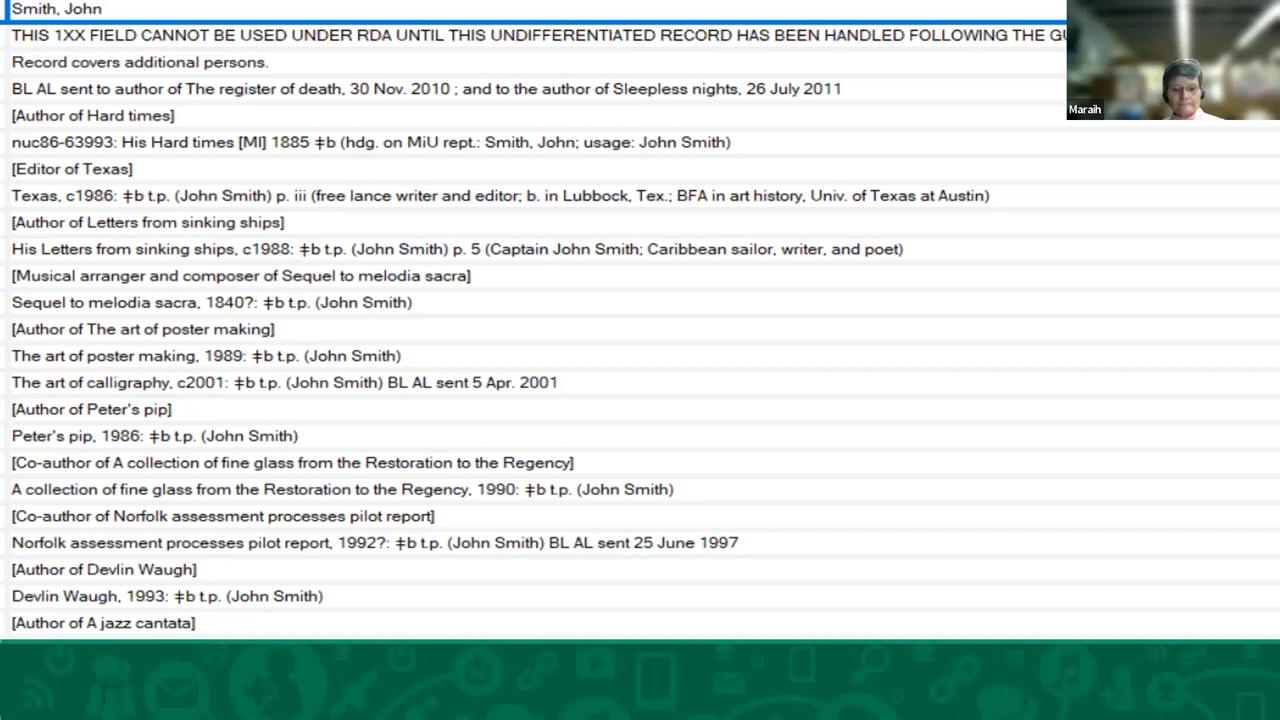 Smith, John
THIS 1XX FIELD CANNOT BE USED UNDER RDA UNTIL THIS UNDIFFERENTIATED RECORD HAS BEEN HANDLED FOLLOWING THE
Record covers additional persons.
BL AL sent to author of The register of death, 30 Nov. 2010 ; and to the author of Sleepless nights, 26 July 2011
Maraih
[Author of Hard times]
nuc86-63993: His Hard times [MI] 1885 ‡b (hdg. on MiU rept.: Smith, John; usage: John Smith)
[Editor of Texas]
Texas, c1986: ‡b t.p. (John Smith) p. iii (free lance writer and editor; b. in Lubbock, Tex.; BFA in art history, Univ. of Texas at Austin)
[Author of Letters from sinking ships]
His Letters from sinking ships, c1988: ‡b t.p. (John Smith) p. 5 (Captain John Smith; Caribbean sailor, writer, and poet)
[Musical arranger and composer of Sequel to melodia sacra]
Sequel to melodia sacra, 1840?: ‡b t.p. (John Smith)
[Author of The art of poster making]
The art of poster making, 1989: ‡b t.p. (John Smith)
The art of calligraphy, c2001: ‡b t.p. (John Smith) BL AL sent 5 Apr. 2001
[Author of Peter's pip]
Peter's pip, 1986: ‡b t.p. (John Smith)
[Co-author of A collection of fine glass from the Restoration to the Regency]
A collection of fine glass from the Restoration to the Regency, 1990: ‡b t.p. (John Smith)
[Co-author of Norfolk assessment processes pilot report]
Norfolk assessment processes pilot report, 1992?: ‡b t.p. (John Smith) BL AL sent 25 June 1997
[Author of Devlin Waugh]
Devlin Waugh, 1993: ‡b t.p. (John Smith)
[Author of A jazz cantata]